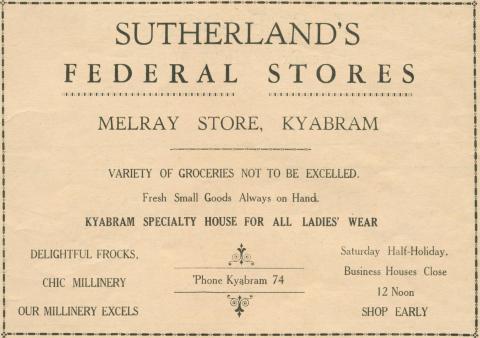 SUTHERLAND'S
FEDERAL STORES
MELRAY STORE, KYABRAM
VARIETY OF GROCERIES NOT TO BE EXCELLED.
Fresh Small Goods Always on Hand.
KYABRAM SPECIALTY HOUSE FOR ALL LADIES' WEAR
DELIGHTFUL FROCKS,
CHIC MILLINERY
OUR MILLINERY EXCELS
'Phone Kyabram 74
Saturday Half-Holiday,
Business Houses Close
12 Noon
SHOP EARLY